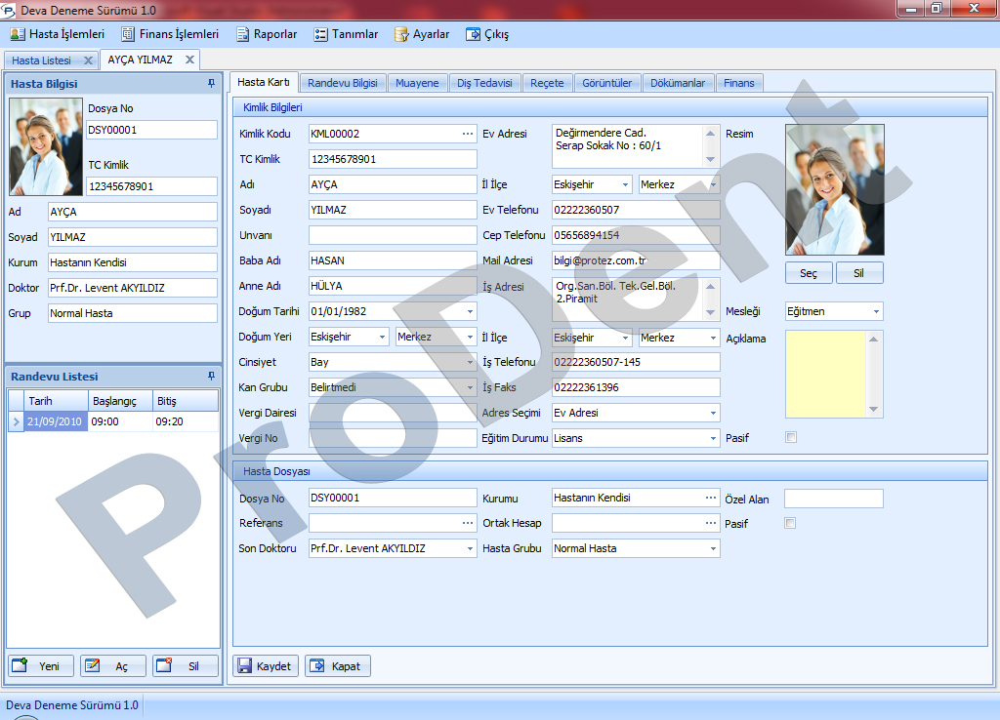 Deva Deneme Sürümü 1.0
Hasta İşlemleri Finans İşlemleri Raporlar Tanımlar Ayarlar Çıkış
Hasta Listesi AYÇA YILMAZ
Hasta Bilgisi
Dosya No
DSY00001
TC Kimlik
12345678901
Ad AYÇA
Soyad YILMAZ
Kurum Hastanın Kendisi
Doktor Prf.Dr. Levent AKYILDIZ
Grup Normal Hasta
Randevu Listesi
Tarih Başlangıç Bitiş
21/09/2010 09:00 09:20
Yeni Aç Sil
Hasta Kartı Randevu Bilgisi Muayene Diş Tedavisi Reçete Görüntüler Dökümanlar Finans
Kimlik Bilgileri
Kimlik Kodu KML00002 Ev Adresi Değirmendere Cad. Resim
Serap Sokak No : 60/1
TC Kimlik 12345678901
Adı AYÇA İl İlçe Eskişehir Merkez
Soyadı YILMAZ Ev Telefonu 02222360507
Unvanı Cep Telefonu 05656894154
Baba Adı HASAN Mail Adresi bilgi@protez.com.tr
Seç Sil
Anne Adı HÜLYA İş Adresi Org.San.Böl. Tek.Gel.Böl.
2.Piramit
Doğum Tarihi 01/01/1982 Mesleği Eğitmen
Doğum Yeri Eskişehir Merkez İl İlçe Eskişehir Merkez Açıklama
Cinsiyet Bay İş Telefonu 02222360507-145
Kan Grubu Belirtmedi İş Faks 02222361396
Vergi Dairesi Adres Seçimi Ev Adresi
Vergi No Eğitim Durumu Lisans Pasif
Hasta Dosyası
Dosya No DSY00001 Kurumu Hastanın Kendisi Özel Alan
Referans Ortak Hesap Pasif
Son Doktoru Prf.Dr. Levent AKYILDIZ Hasta Grubu Normal Hasta
Kaydet Kapat
ProDent
Deva Deneme Sürümü 1.0